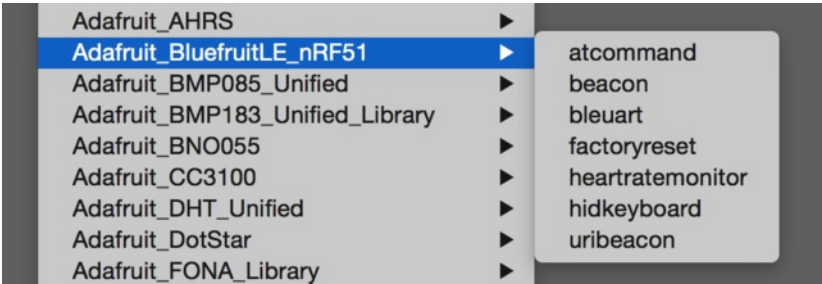 Adafruit_AHRS
Adafruit_BluefruitLE_nRF51
Adafruit_BMP085_Unified
Adafruit_BMP183_Unified_Library
Adafruit_BNO055
Adafruit_CC3100
Adafruit_DHT_Unified
Adafruit_DotStar
Adafruit_FONA_Library
atcommand
beacon
bleuart
factoryreset
heartratemonitor
hidkeyboard
uribeacon